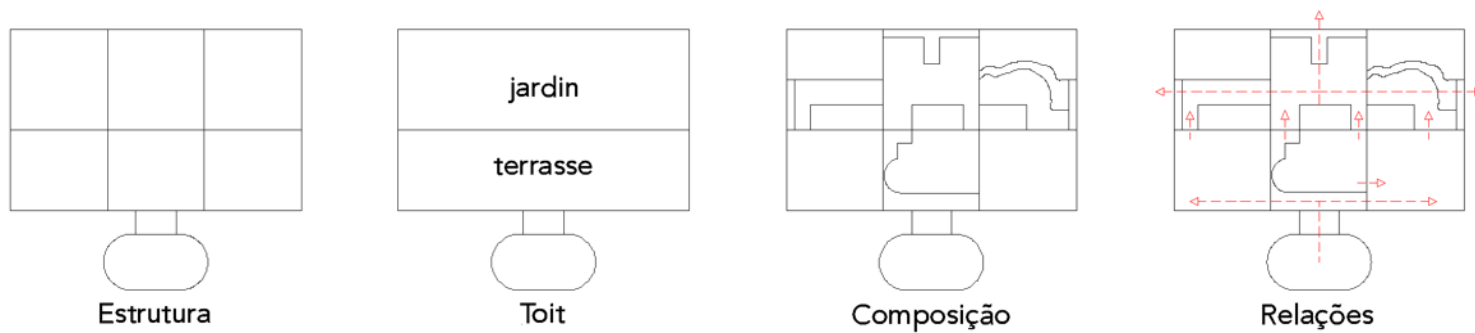 jardin
terrasse
Estrutura
Toit
Composição
Relações